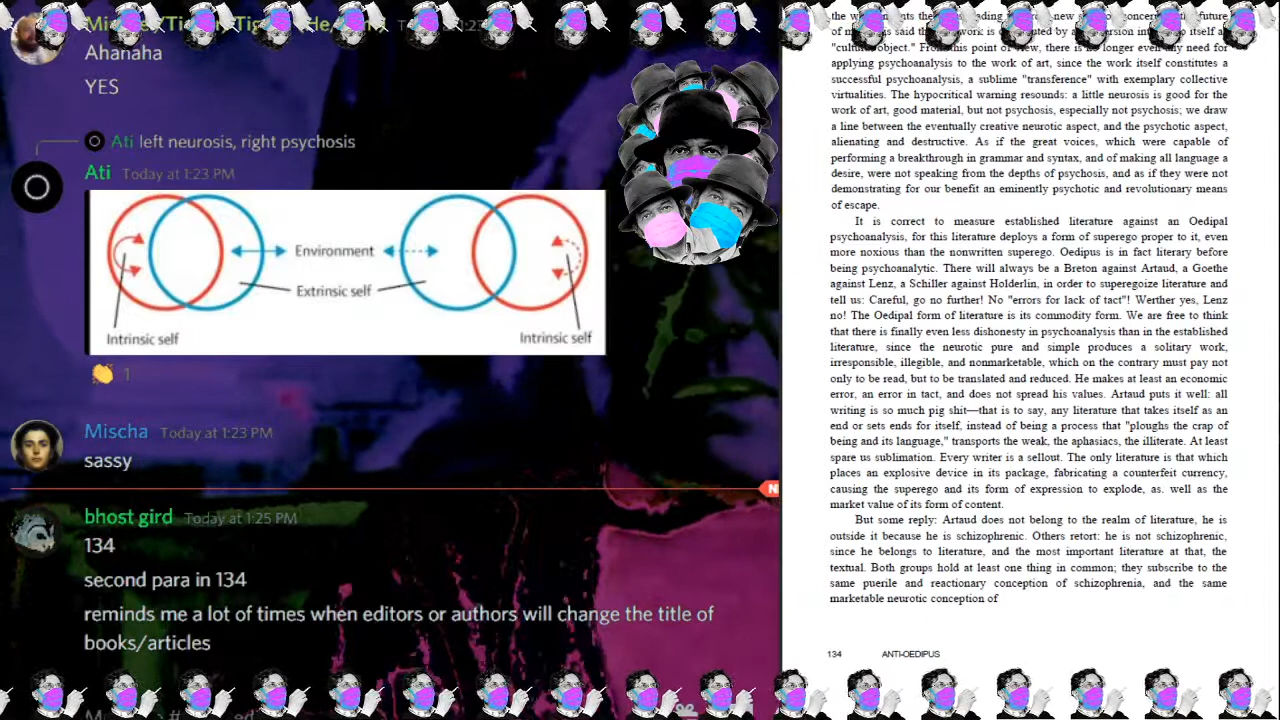 Ahanaha
YES
Ati left neurosis, right psychosis
Ati Today at 1:23 PM
Environment
Extrinsic self
Intrinsic self
Intrinsic self
1
Mischa Today at 1:23 PM
sassy
N
bhost gird Today at 1:25 PM
134
second para in 134
reminds me a lot of times when editors or authors will change the title of
books/articles
"cultural object." From this point of view, there is no longer even any need for
applying psychoanalysis to the work of art, since the work itself constitutes a
successful psychoanalysis, a sublime "transference" with exemplary collective
virtualities. The hypocritical warning resounds: a little neurosis is good for the
work of art, good material, but not psychosis, especially not psychosis; we draw
a line between the eventually creative neurotic aspect, and the psychotic aspect,
alienating and destructive. As if the great voices, which were capable of
performing a breakthrough in grammar and syntax, and of making all language a
desire, were not speaking from the depths of psychosis, and as if they were not
demonstrating for our benefit an eminently psychotic and revolutionary means
of escape.
It is correct to measure established literature against an Oedipal
psychoanalysis, for this literature deploys a form of superego proper to it, even
more noxious than the nonwritten superego. Oedipus is in fact literary before
being psychoanalytic. There will always be a Breton against Artaud, a Goethe
against Lenz, a Schiller against Holderlin, in order to superegoize literature and
tell us: Careful, go no further! No "errors for lack of tact"! Werther yes, Lenz
no! The Oedipal form of literature is its commodity form. We are free to think
that there is finally even less dishonesty in psychoanalysis than in the established
literature, since the neurotic pure and simple produces a solitary work,
irresponsible, illegible, and nonmarketable, which on the contrary must pay not
only to be read, but to be translated and reduced. He makes at least an economic
error, an error in tact, and does not spread his values. Artaud puts it well: all
writing is so much pig shit—that is to say, any literature that takes itself as an
end or sets ends for itself, instead of being a process that "ploughs the crap of
being and its language," transports the weak, the aphasiacs, the illiterate. At least
spare us sublimation. Every writer is a sellout. The only literature is that which
places an explosive device in its package, fabricating a counterfeit currency,
causing the superego and its form of expression to explode, as. well as the
market value of its form of content.
But some reply: Artaud does not belong to the realm of literature, he is
outside it because he is schizophrenic. Others retort: he is not schizophrenic,
since he belongs to literature, and the most important literature at that, the
textual. Both groups hold at least one thing in common; they subscribe to the
same puerile and reactionary conception of schizophrenia, and the same
marketable neurotic conception of
134 ANTI-OEDIPUS